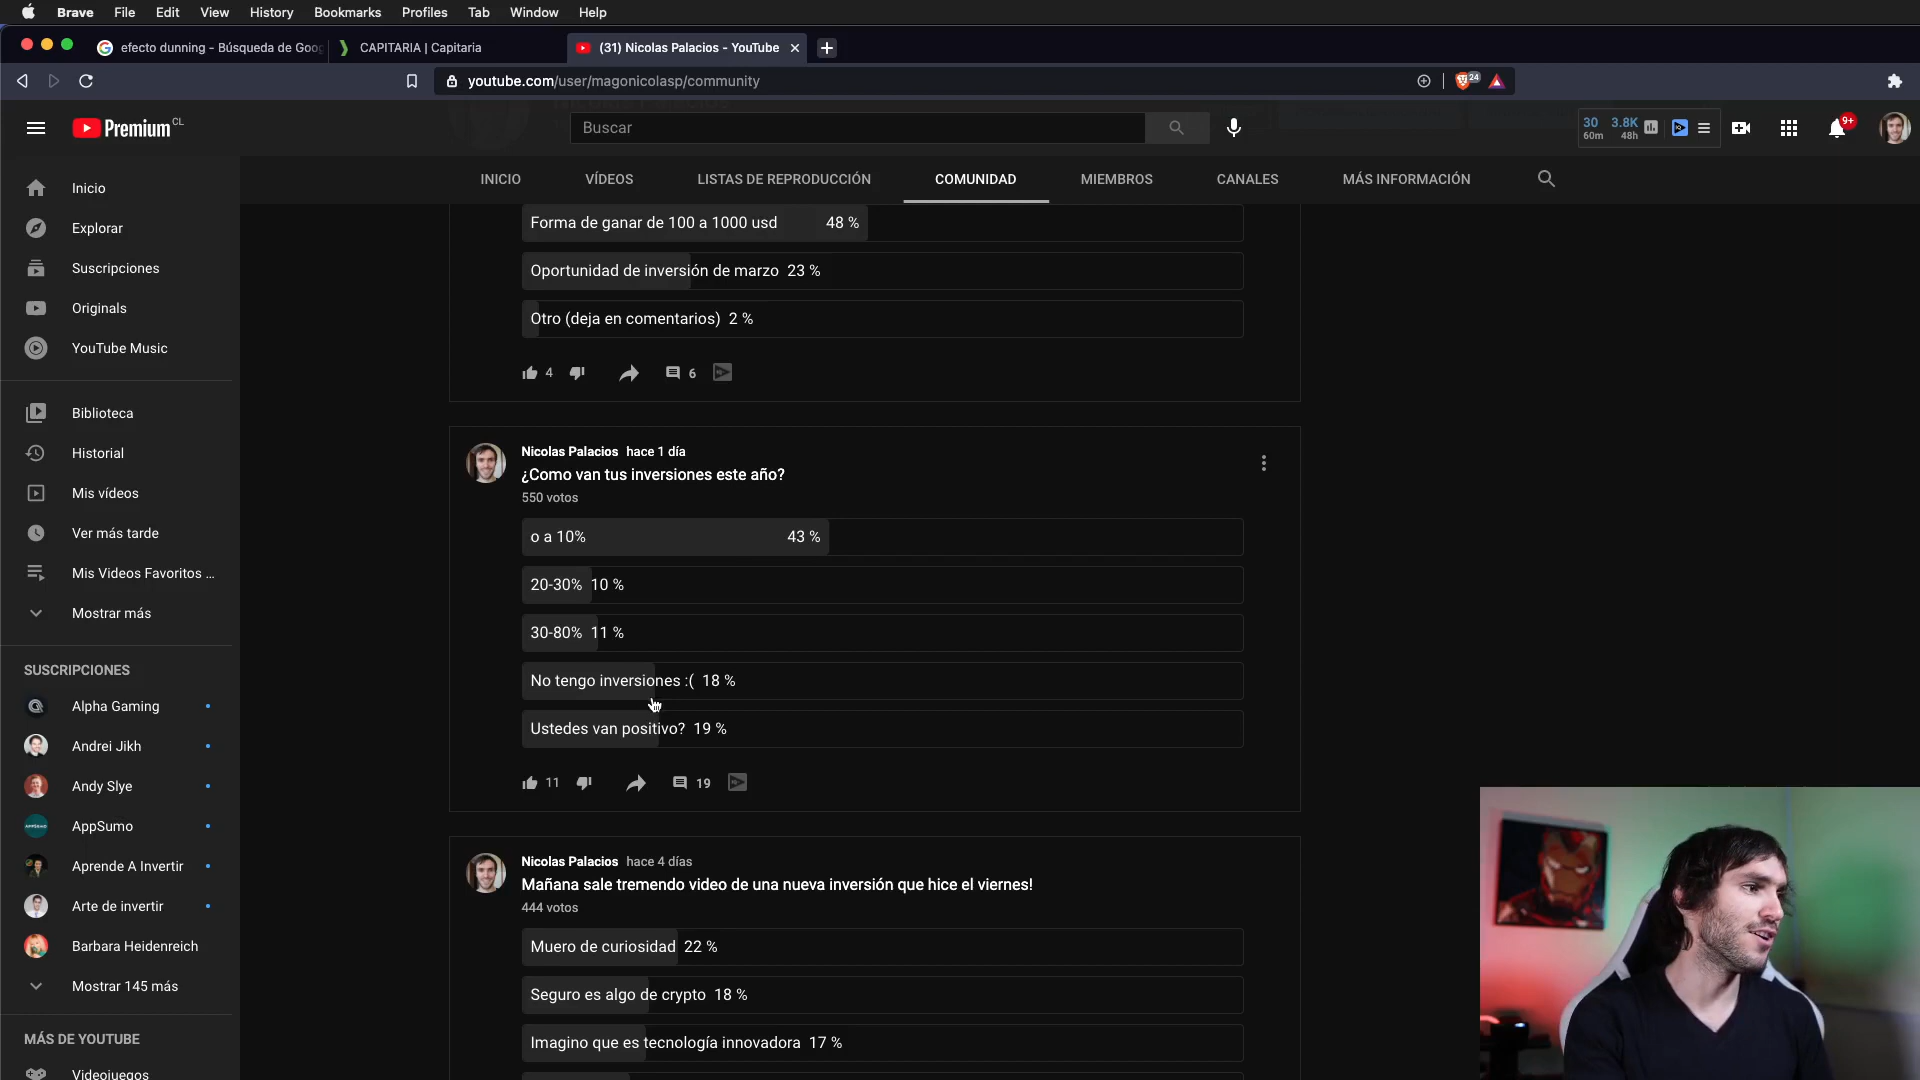 Brave File Edit View History Bookmarks Profiles Tab Window Help
efecto dunning - Búsqueda de Goog
CAPITARIA | Capitaria
(31) Nicolas Palacios - YouTube
youtube.com/user/magonicolasp/community
24
Premium CL
Buscar
30 60m
3.8K 48h
9+
INICIO VÍDEOS LISTAS DE REPRODUCCIÓN COMUNIDAD MIEMBROS CANALES MÁS INFORMACIÓN
Inicio
Explorar
Suscripciones
Originals
YouTube Music
Biblioteca
Historial
Mis vídeos
Ver más tarde
Mis Videos Favoritos ...
Mostrar más
SUSCRIPCIONES
Alpha Gaming
Andrei Jikh
Andy Slye
AppSumo
Aprende A Invertir
Arte de invertir
Barbara Heidenreich
Mostrar 145 más
MÁS DE YOUTUBE
Videojuegos
Forma de ganar de 100 a 1000 usd 48 %
Oportunidad de inversión de marzo 23 %
Otro (deja en comentarios) 2 %
4 6
Nicolas Palacios hace 1 día
¿Como van tus inversiones este año?
550 votos
o a 10% 43 %
20-30% 10 %
30-80% 11 %
No tengo inversiones :( 18 %
Ustedes van positivo? 19 %
11 19
Nicolas Palacios hace 4 días
Mañana sale tremendo video de una nueva inversión que hice el viernes!
444 votos
Muero de curiosidad 22 %
Seguro es algo de crypto 18 %
Imagino que es tecnología innovadora 17 %